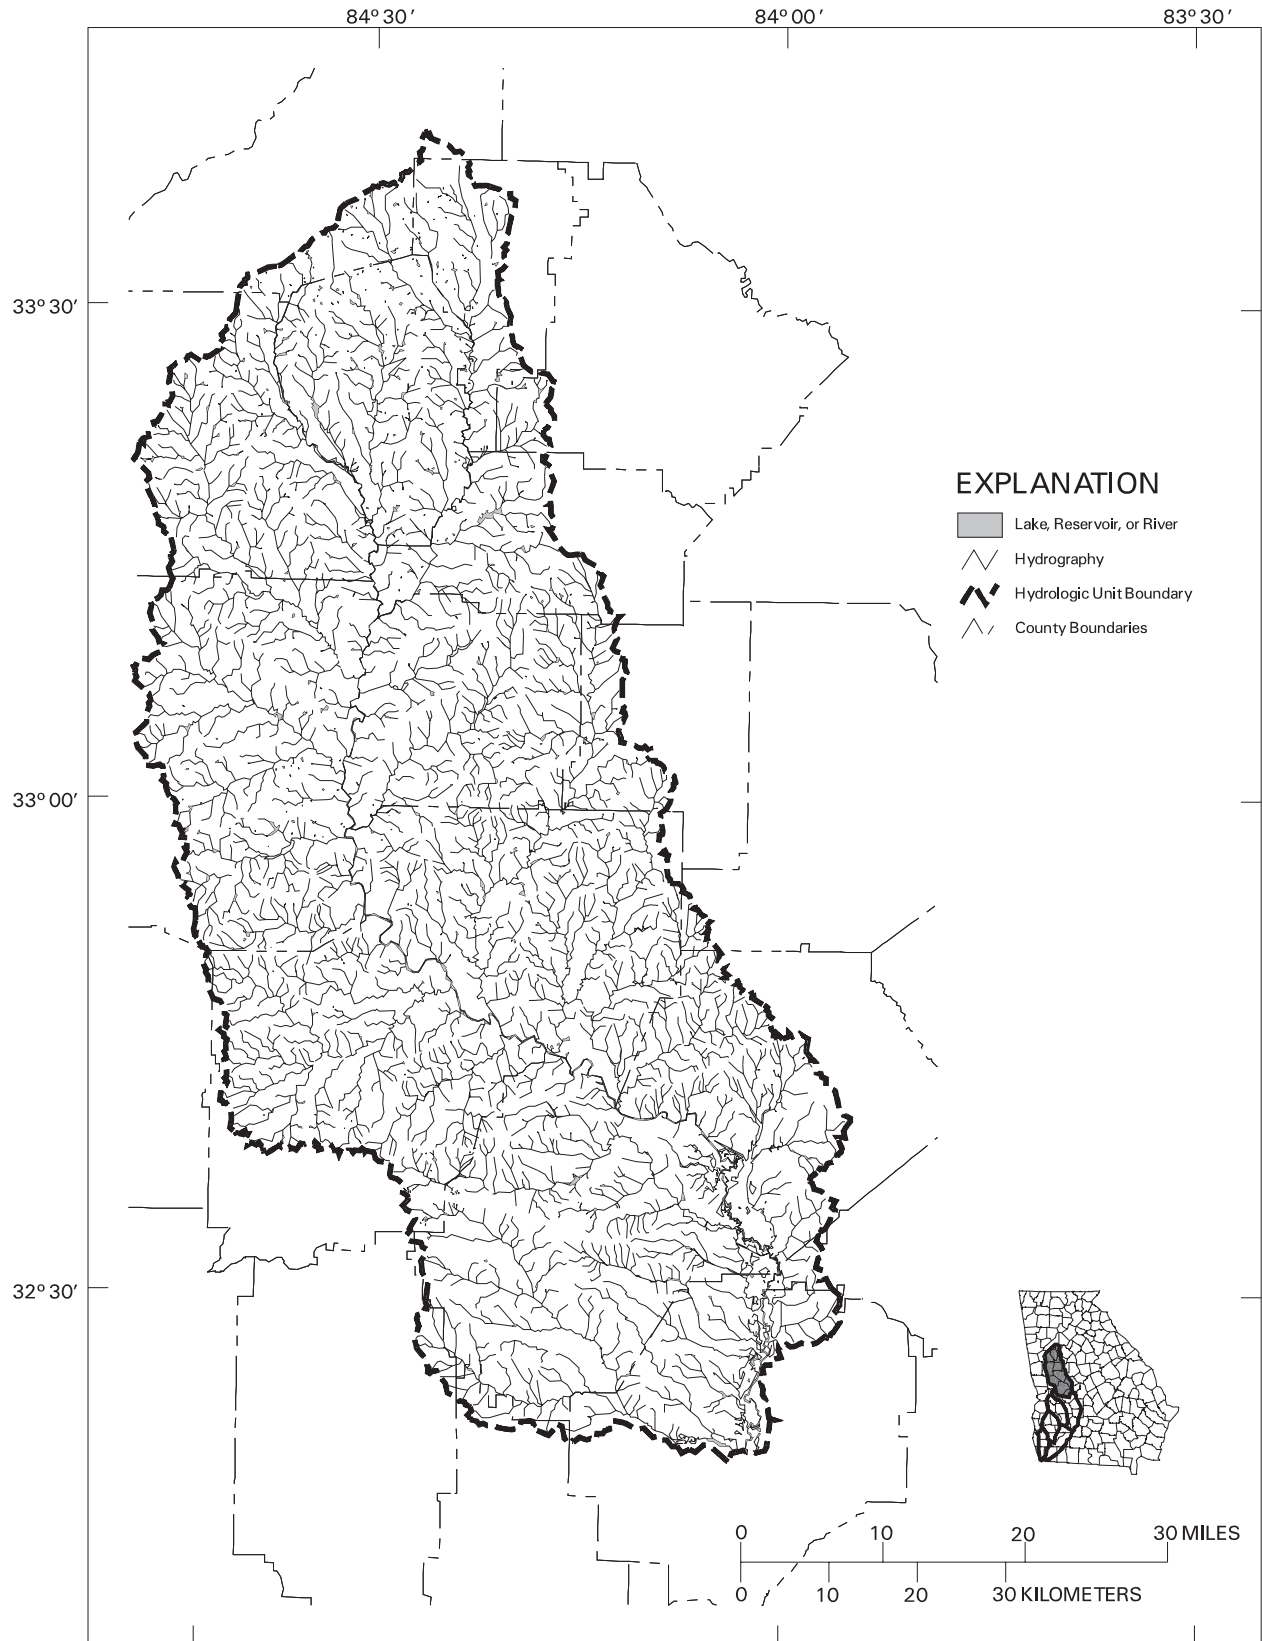 84° 30′ 84° 00′ 83° 30′
33° 30′
EXPLANATION
Lake, Reservoir, or River
Hydrography
Hydrologic Unit Boundary
County Boundaries
33° 00′
32° 30′
0 10 20 30 MILES
0 10 20 30 KILOMETERS